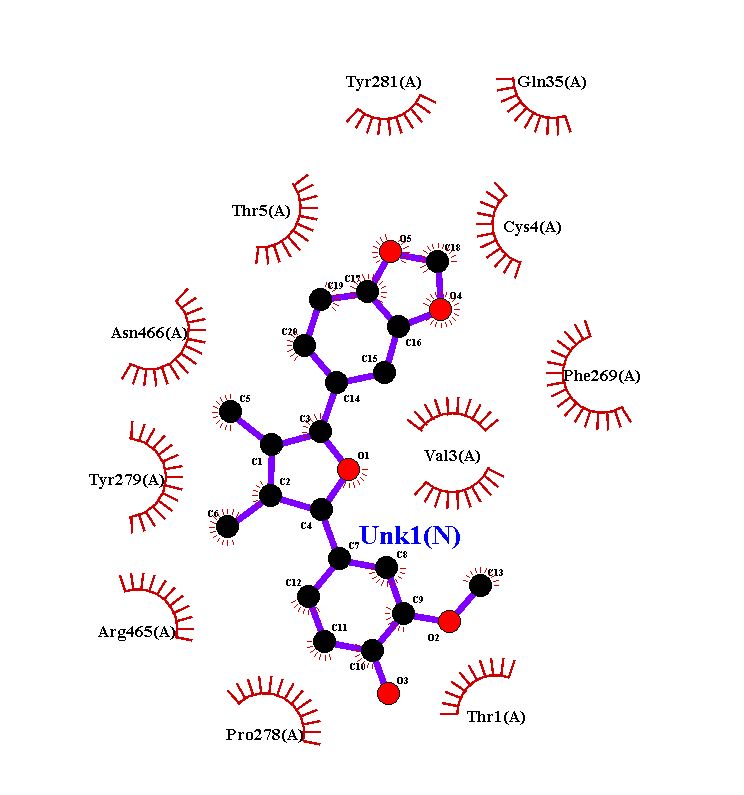 Tyr281(A)
Gln35(A)
Thr5(A)
Cys4(A)
O5
C18
C17
C19
O4
Asn466(A)
C20
C16
C15
Phe269(A)
C14
C5
C3
O1
C1
Val3(A)
Tyr279(A)
C2
C6
C4
Unk1(N)
C7
C8
C13
C12
C9
C11
O2
Arg465(A)
C10
O3
Thr1(A)
Pro278(A)